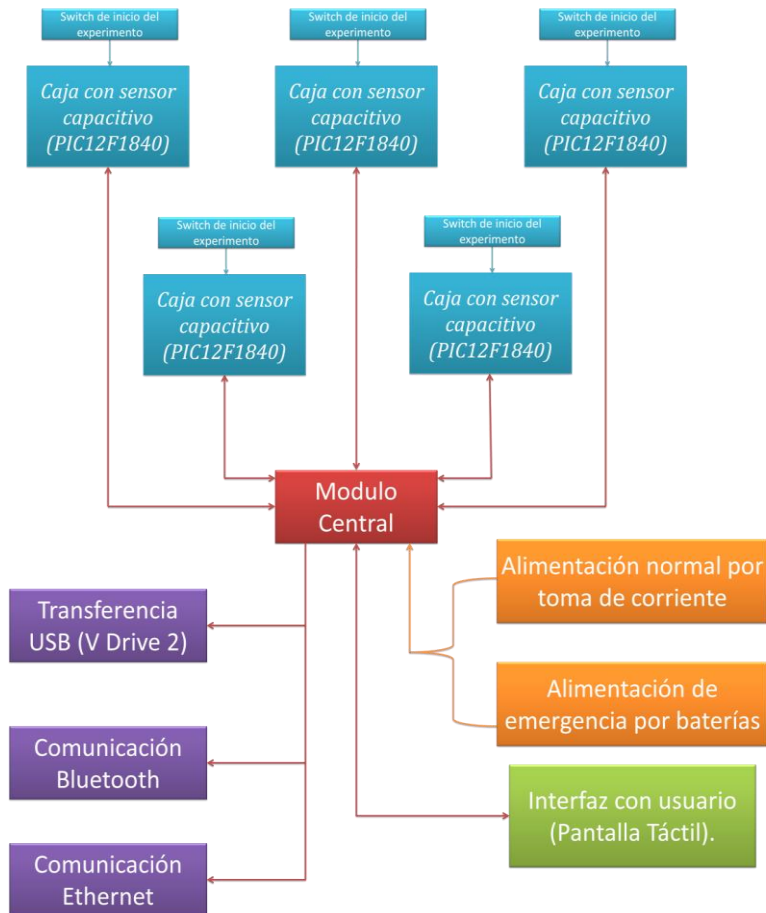 Switch de inicio del
experimento
Switch de inicio del
experimento
Switch de inicio del
experimento
Caja con sensor
capacitivo
(PIC12F1840)
Caja con sensor
capacitivo
(PIC12F1840)
Caja con sensor
capacitivo
(PIC12F1840)
Switch de inicio del
experimento
Switch de inicio del
experimento
Caja con sensor
capacitivo
(PIC12F1840)
Caja con sensor
capacitivo
(PIC12F1840)
Modulo
Central
Alimentación normal por
toma de corriente
Transferencia
USB (V Drive 2)
Alimentación de
emergencia por baterías
Comunicación
Bluetooth
Interfaz con usuario
(Pantalla Táctil).
Comunicación
Ethernet